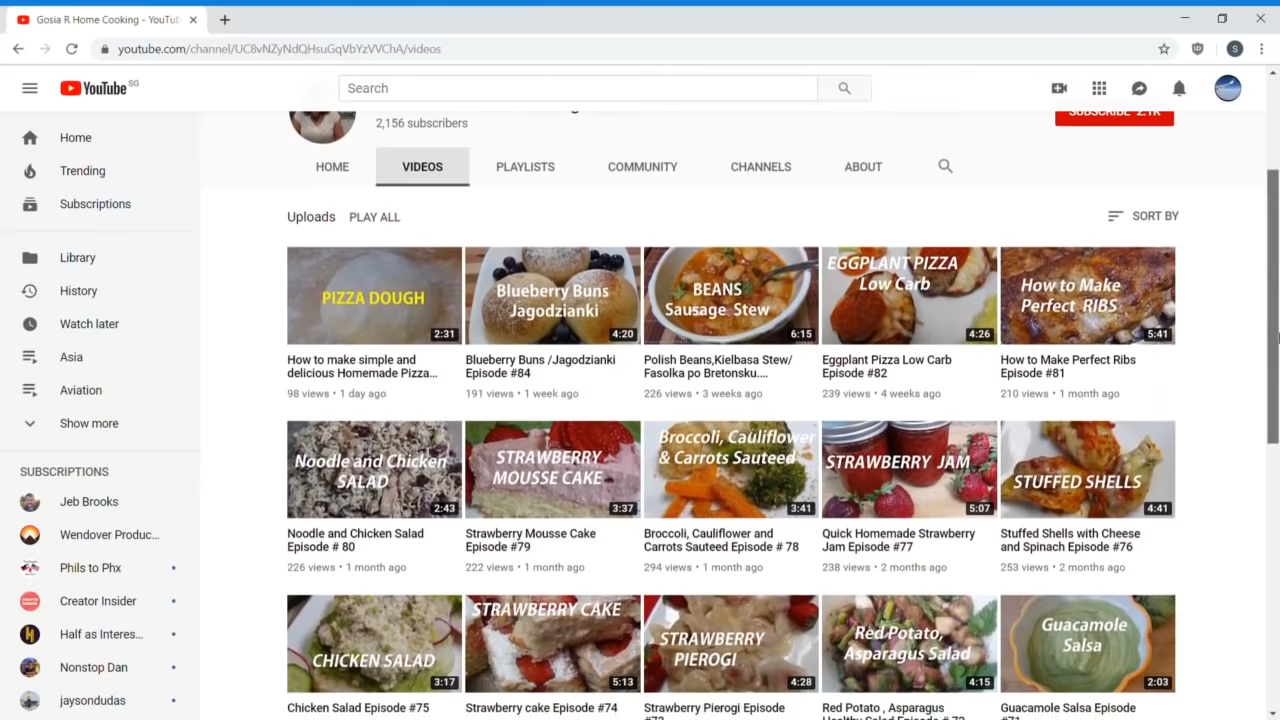 Gosia R Home Cooking - YouTub
youtube.com/channel/UC8vNZyNdQHsuGqVbYzVVChA/videos
YouTube SG
Search
2,156 subscribers
SUBSCRIBE 2.1K
HOME VIDEOS PLAYLISTS COMMUNITY CHANNELS ABOUT
Home
Trending
Subscriptions
Library
History
Watch later
Asia
Aviation
Show more
SUBSCRIPTIONS
Jeb Brooks
Wendover Produc...
Phils to Phx
Creator Insider
Half as Interes...
Nonstop Dan
jaysondudas
S
Uploads PLAY ALL
SORT BY
PIZZA DOUGH
2:31
How to make simple and
delicious Homemade Pizza...
98 views • 1 day ago
Blueberry Buns
Jagodzianki
4:20
Blueberry Buns /Jagodzianki
Episode #84
191 views • 1 week ago
BEANS
Sausage Stew
6:15
Polish Beans,Kielbasa Stew/
Fasolka po Bretonsku....
226 views • 3 weeks ago
EGGPLANT PIZZA
Low Carb
4:26
Eggplant Pizza Low Carb
Episode #82
239 views • 4 weeks ago
How to Make
Perfect RIBS
5:41
How to Make Perfect Ribs
Episode #81
210 views • 1 month ago
Noodle and Chicken
SALAD
2:43
Noodle and Chicken Salad
Episode # 80
226 views • 1 month ago
STRAWBERRY
MOUSSE CAKE
3:37
Strawberry Mousse Cake
Episode #79
222 views • 1 month ago
Broccoli, Cauliflower
& Carrots Sauteed
3:41
Broccoli, Cauliflower and
Carrots Sauteed Episode # 78
294 views • 1 month ago
STRAWBERRY JAM
5:07
Quick Homemade Strawberry
Jam Episode #77
238 views • 2 months ago
STUFFED SHELLS
4:41
Stuffed Shells with Cheese
and Spinach Episode #76
253 views • 2 months ago
CHICKEN SALAD
3:17
Chicken Salad Episode #75
STRAWBERRY CAKE
5:13
Strawberry cake Episode #74
STRAWBERRY
PIEROGI
4:28
Strawberry Pierogi Episode
#73
Red Potato,
Asparagus Salad
4:15
Red Potato , Asparagus
Healthy Salad Episode # 72
Guacamole
Salsa
2:03
Guacamole Salsa Episode
#71